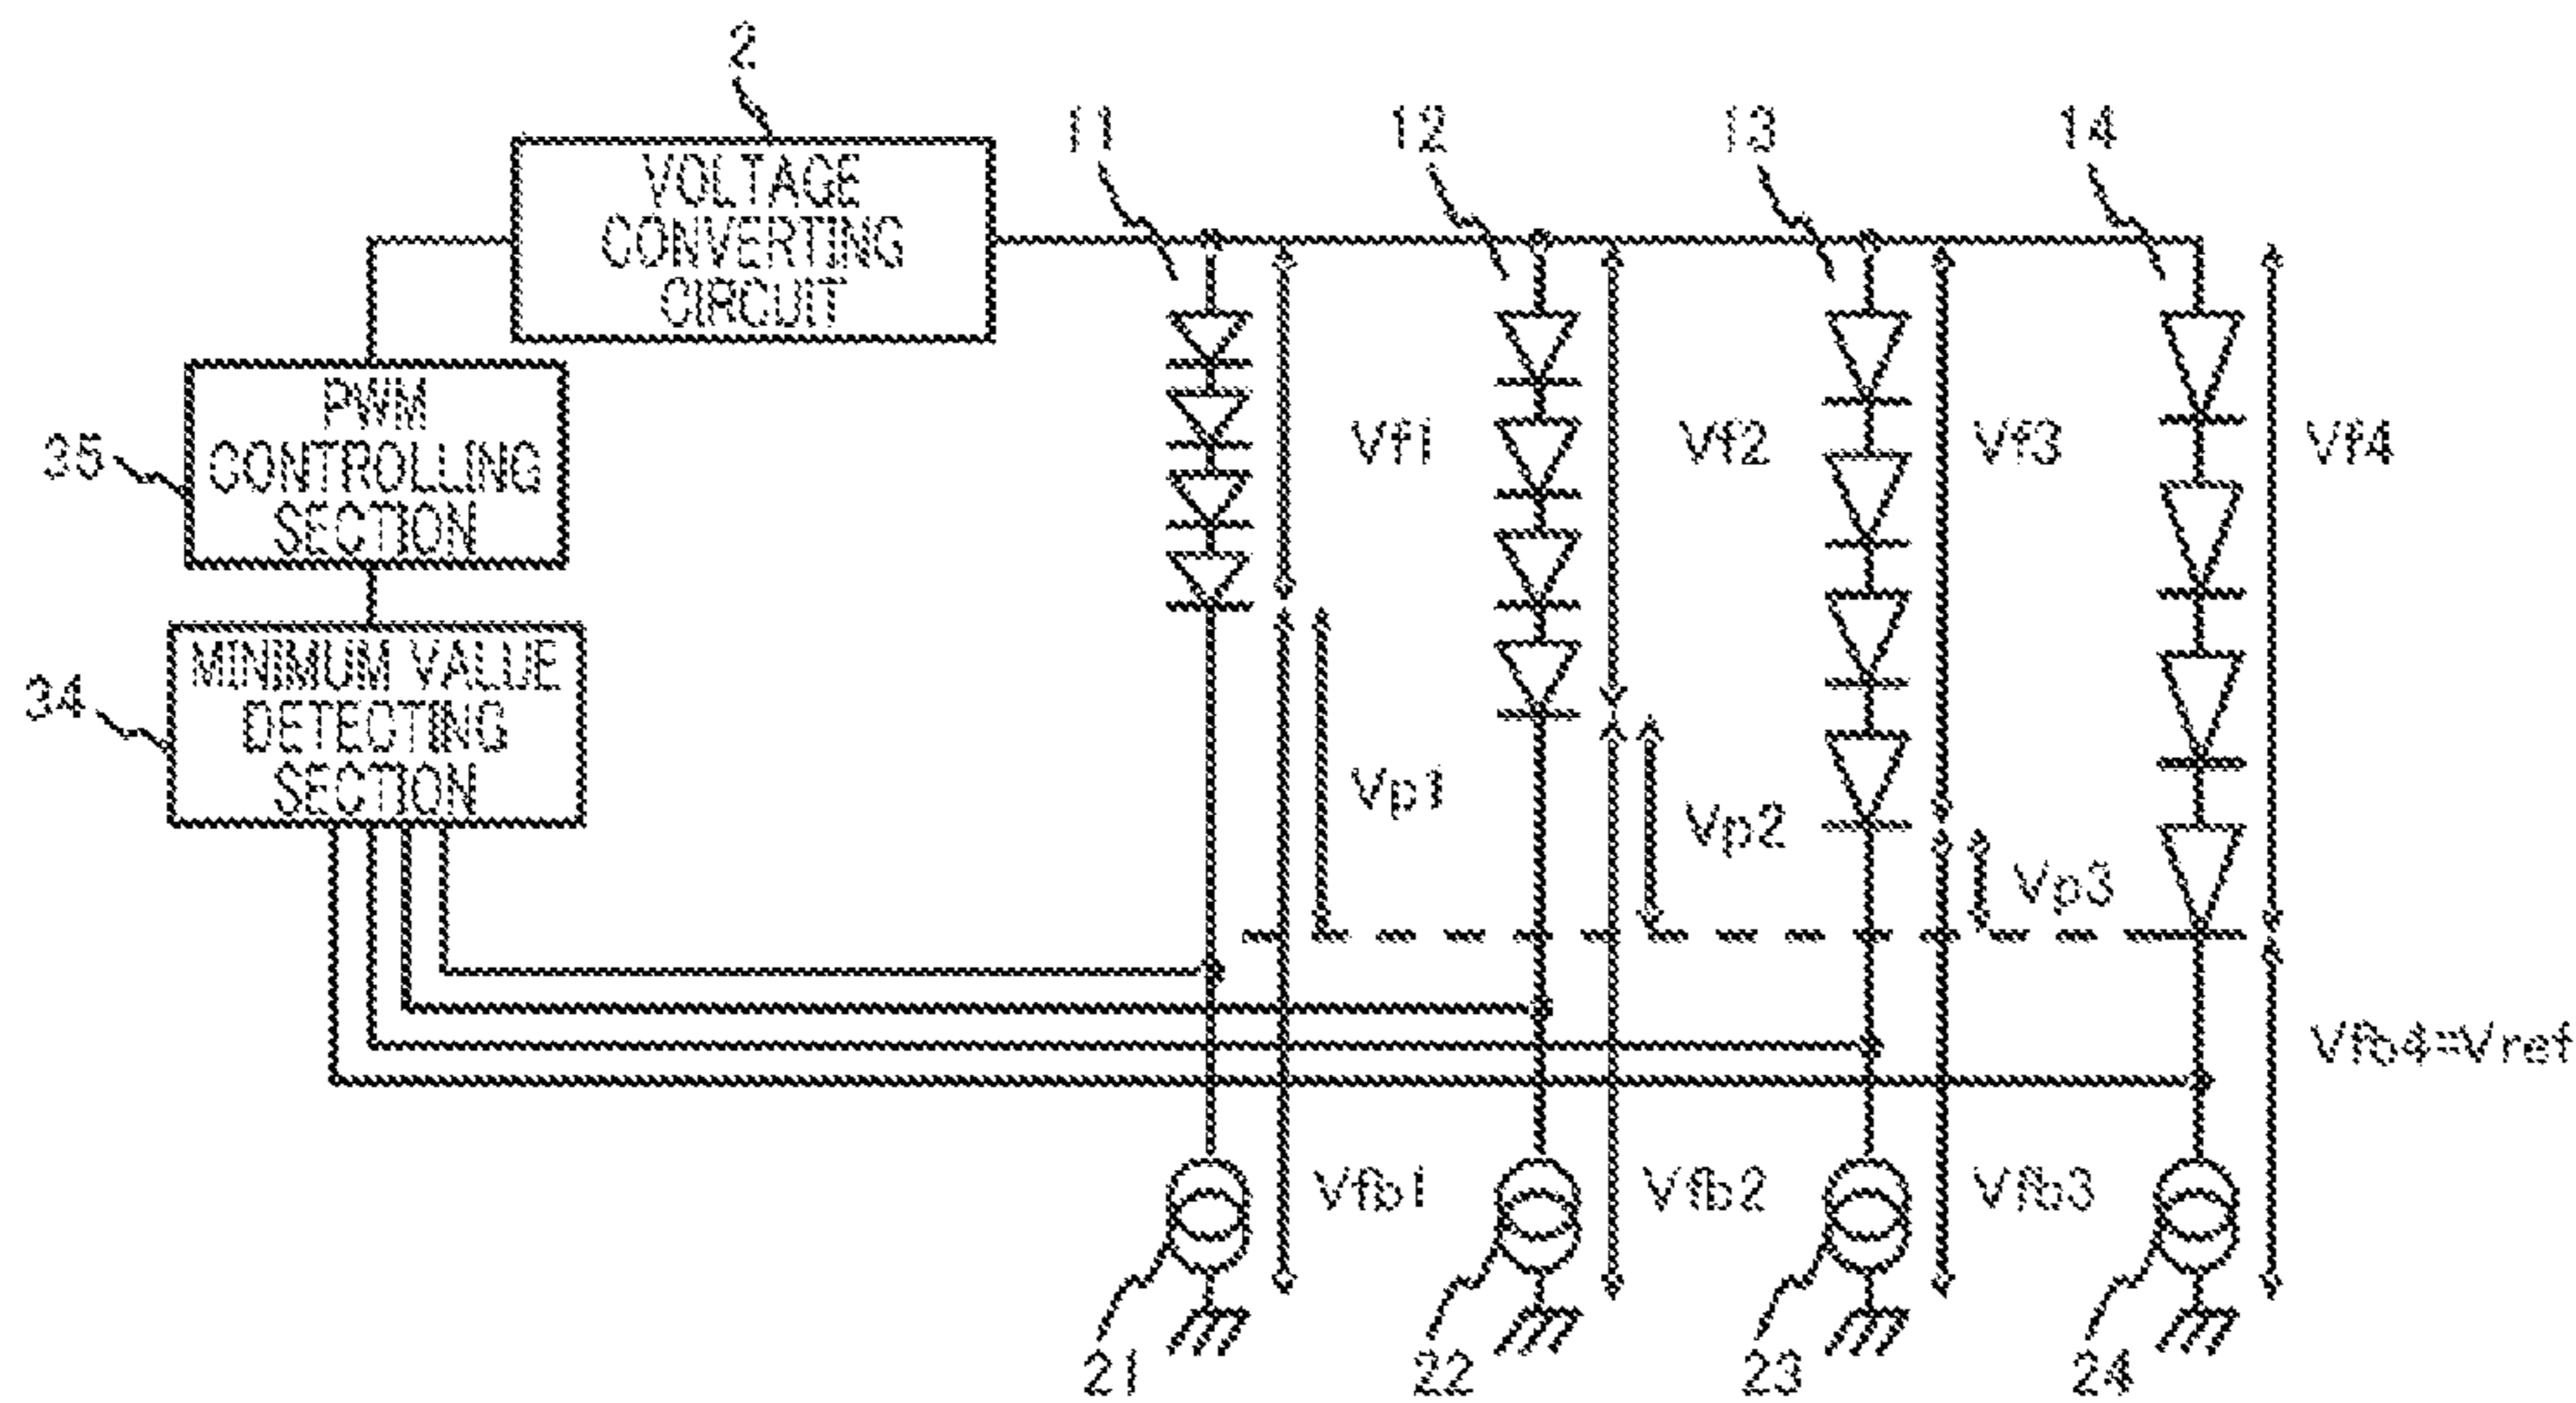 2
11
12
13
14
VOLTAGE
CONVERTING
CIRCUIT
35
PWM
CONTROLLING
SECTION
Vf1
Vf2
Vf3
Vf4
34
MINIMUM VALUE
DETECTING
SECTION
Vp1
Vp2
Vp3
Vfb4=Vref
Vfb1
Vfb2
Vfb3
21
22
23
24